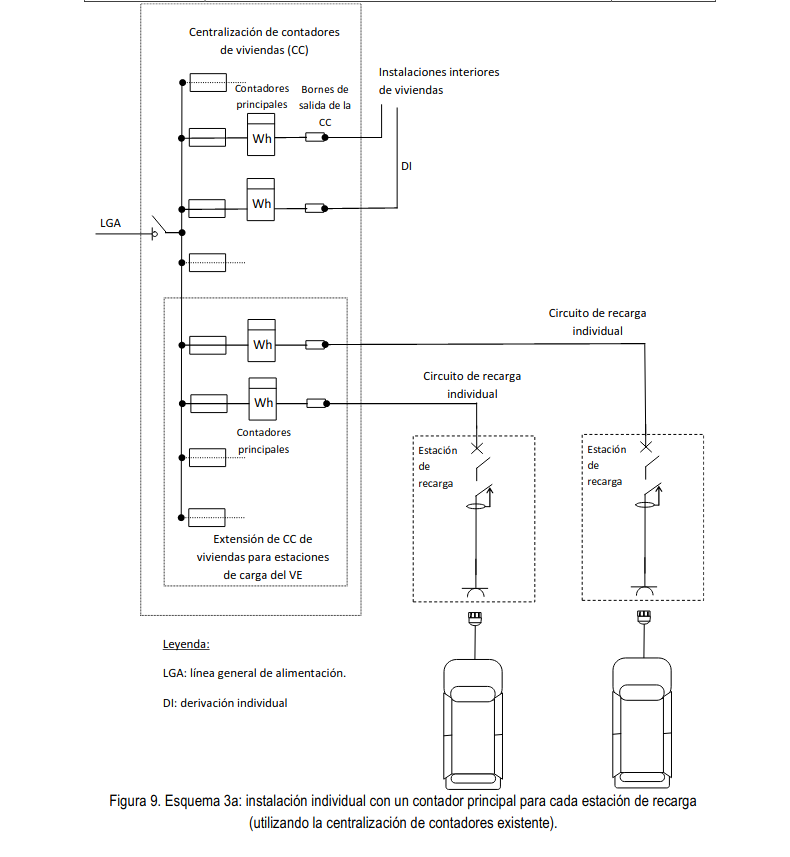 Centralización de contadores
de viviendas (CC)
Contadores
principales
Bornes de
salida de la
CC
Instalaciones interiores
de viviendas
Wh
DI
Wh
LGA
Circuito de recarga
individual
Wh
Circuito de recarga
individual
Wh
Contadores
principales
Estación
de
recarga
Estación
de
recarga
Extensión de CC de
viviendas para estaciones
de carga del VE
Leyenda:
LGA: línea general de alimentación.
DI: derivación individual
Figura 9. Esquema 3a: instalación individual con un contador principal para cada estación de recarga
(utilizando la centralización de contadores existente).